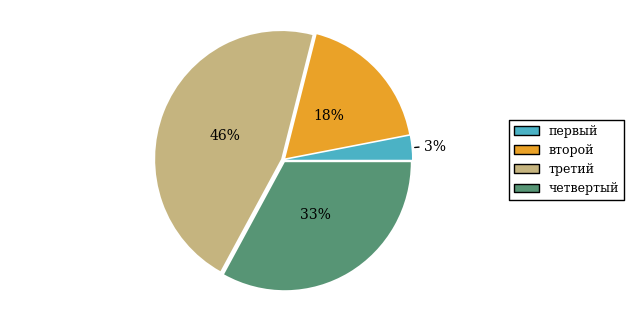 18%
46%
3%
33%
первый
второй
третий
четвертый